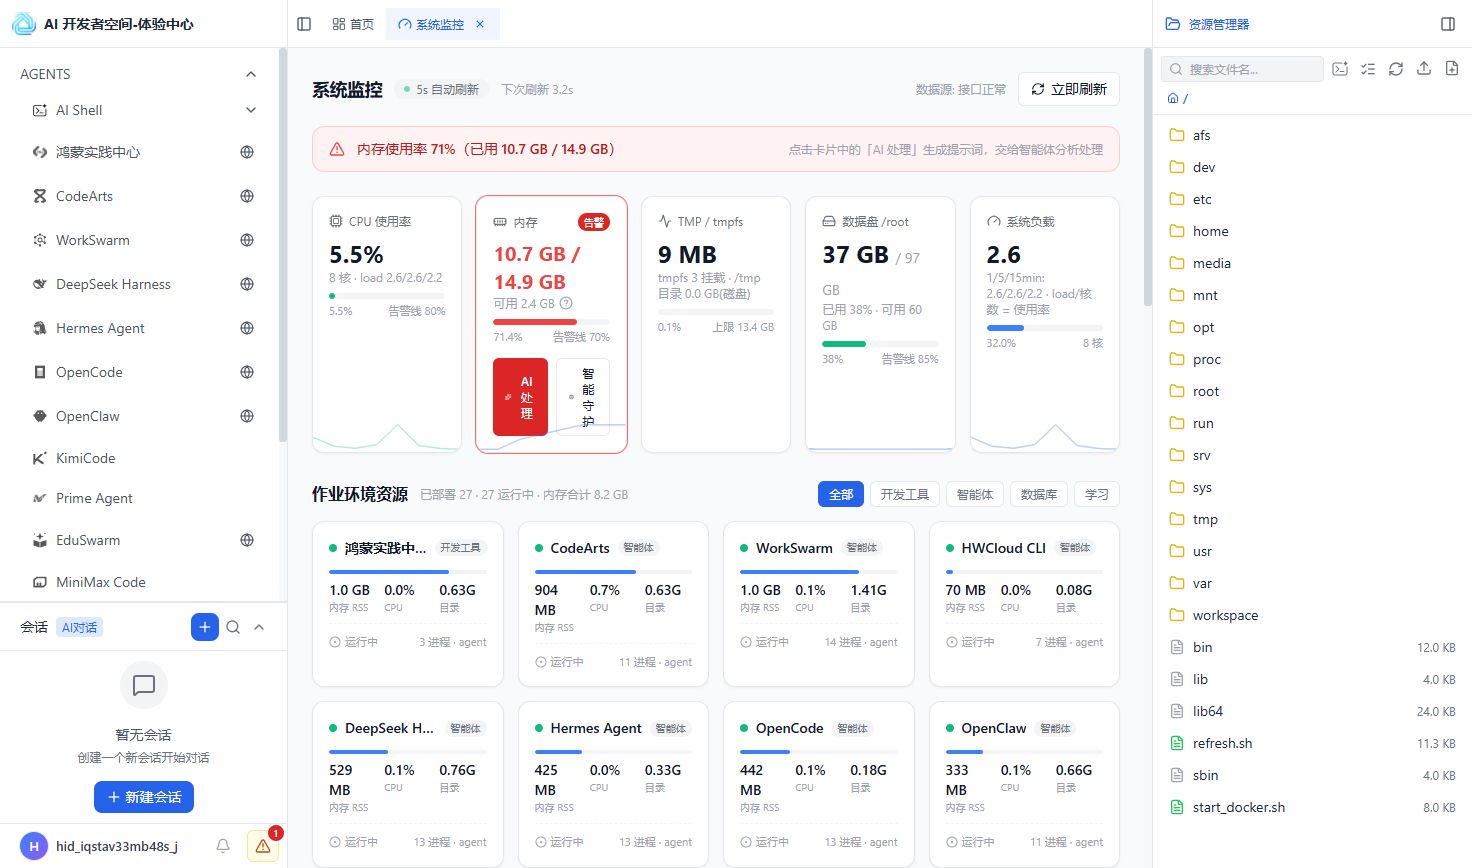 AI 开发者空间-体验中心
AGENTS
AI Shell
鸿蒙实践中心
CodeArts
WorkSwarm
DeepSeek Harness
Hermes Agent
OpenCode
OpenClaw
KimiCode
Prime Agent
EduSwarm
MiniMax Code
会话 AI对话
暂无会话
创建一个新会话开始对话
新建会话
H hid_iqstav33mb48s_j 1
首页 系统监控
系统监控 5s 自动刷新 下次刷新 3.2s 数据源: 接口正常 立即刷新
内存使用率 71%（已用 10.7 GB / 14.9 GB） 点击卡片中的「AI 处理」生成提示词，交给智能体分析处理
CPU 使用率
5.5%
8 核 · load 2.6/2.6/2.2
5.5% 告警线 80%
内存 告警
10.7 GB /
14.9 GB
可用 2.4 GB
71.4% 告警线 70%
AI
处
理
智
能
守
护
TMP / tmpfs
9 MB
tmpfs 3 挂载 · /tmp
目录 0.0 GB(磁盘)
0.1% 上限 13.4 GB
数据盘 /root
37 GB / 97
GB
已用 38% · 可用 60
GB
38% 告警线 85%
系统负载
2.6
1/5/15min:
2.6/2.6/2.2 · load/核
数 = 使用率
32.0% 8 核
作业环境资源 已部署 27 · 27 运行中 · 内存合计 8.2 GB
全部 开发工具 智能体 数据库 学习
鸿蒙实践中... 开发工具
1.0 GB 0.0% 0.63G
内存 RSS CPU 目录
运行中 3 进程 · agent
CodeArts 智能体
904 0.7% 0.63G
MB CPU 目录
内存 RSS
运行中 11 进程 · agent
WorkSwarm 智能体
1.0 GB 0.1% 1.41G
内存 RSS CPU 目录
运行中 14 进程 · agent
HWCloud CLI 智能体
70 MB 0.0% 0.08G
内存 RSS CPU 目录
运行中 7 进程 · agent
DeepSeek H... 智能体
529 0.1% 0.76G
MB CPU 目录
内存 RSS
运行中 13 进程 · agent
Hermes Agent 智能体
425 0.0% 0.33G
MB CPU 目录
内存 RSS
运行中 13 进程 · agent
OpenCode 智能体
442 0.1% 0.18G
MB CPU 目录
内存 RSS
运行中 13 进程 · agent
OpenClaw 智能体
333 0.1% 0.66G
MB CPU 目录
内存 RSS
运行中 11 进程 · agent
资源管理器
搜索文件名...
/
afs
dev
etc
home
media
mnt
opt
proc
root
run
srv
sys
tmp
usr
var
workspace
bin 12.0 KB
lib 4.0 KB
lib64 24.0 KB
refresh.sh 11.3 KB
sbin 4.0 KB
start_docker.sh 8.0 KB